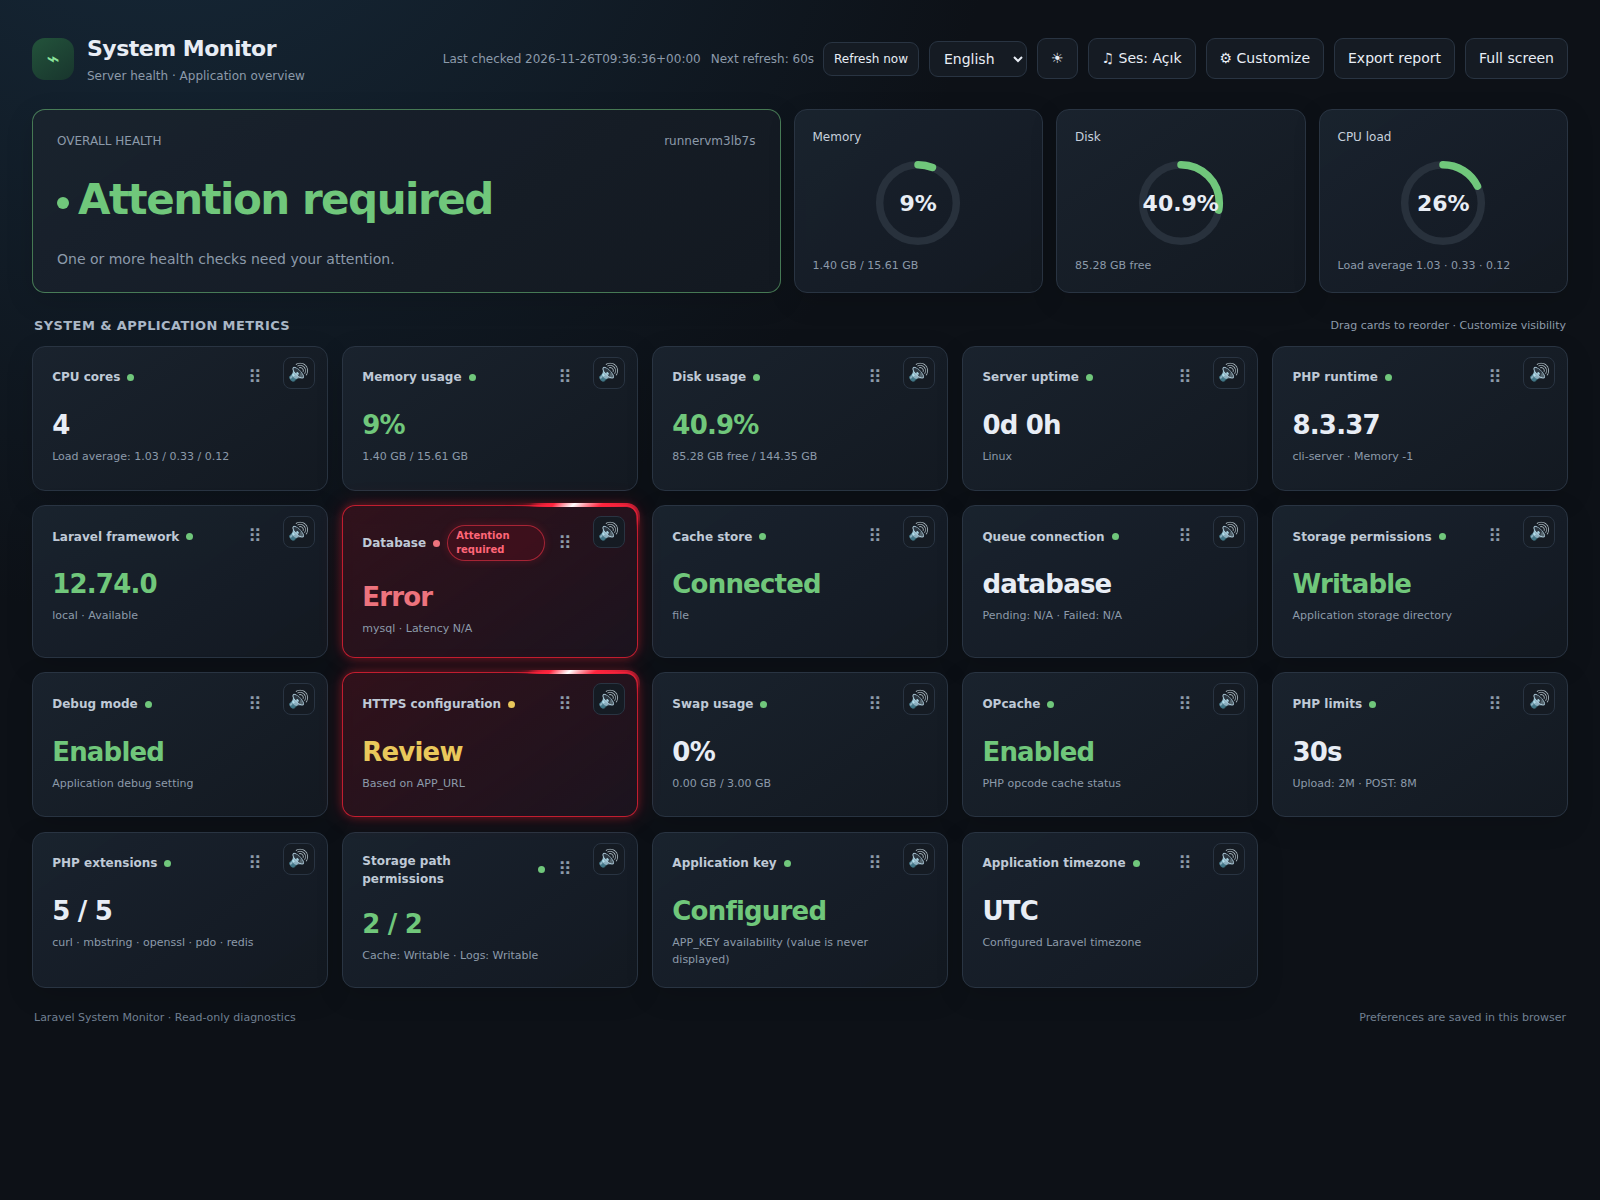 System Monitor
Server health · Application overview
Last checked 2026-11-26T09:36:36+00:00
Next refresh: 60s
Refresh now
English
☀
♫ Ses: Açık
⚙ Customize
Export report
Full screen
OVERALL HEALTH
runnervm3lb7s
Attention required
One or more health checks need your attention.
Memory
9%
1.40 GB / 15.61 GB
Disk
40.9%
85.28 GB free
CPU load
26%
Load average 1.03 · 0.33 · 0.12
SYSTEM & APPLICATION METRICS
Drag cards to reorder · Customize visibility
CPU cores
4
Load average: 1.03 / 0.33 / 0.12
Memory usage
9%
1.40 GB / 15.61 GB
Disk usage
40.9%
85.28 GB free / 144.35 GB
Server uptime
0d 0h
Linux
PHP runtime
8.3.37
cli-server · Memory -1
Laravel framework
12.74.0
local · Available
Database
Attention
required
Error
mysql · Latency N/A
Cache store
Connected
file
Queue connection
database
Pending: N/A · Failed: N/A
Storage permissions
Writable
Application storage directory
Debug mode
Enabled
Application debug setting
HTTPS configuration
Review
Based on APP_URL
Swap usage
0%
0.00 GB / 3.00 GB
OPcache
Enabled
PHP opcode cache status
PHP limits
30s
Upload: 2M · POST: 8M
PHP extensions
5 / 5
curl · mbstring · openssl · pdo · redis
Storage path
permissions
2 / 2
Cache: Writable · Logs: Writable
Application key
Configured
APP_KEY availability (value is never
displayed)
Application timezone
UTC
Configured Laravel timezone
Laravel System Monitor · Read-only diagnostics
Preferences are saved in this browser